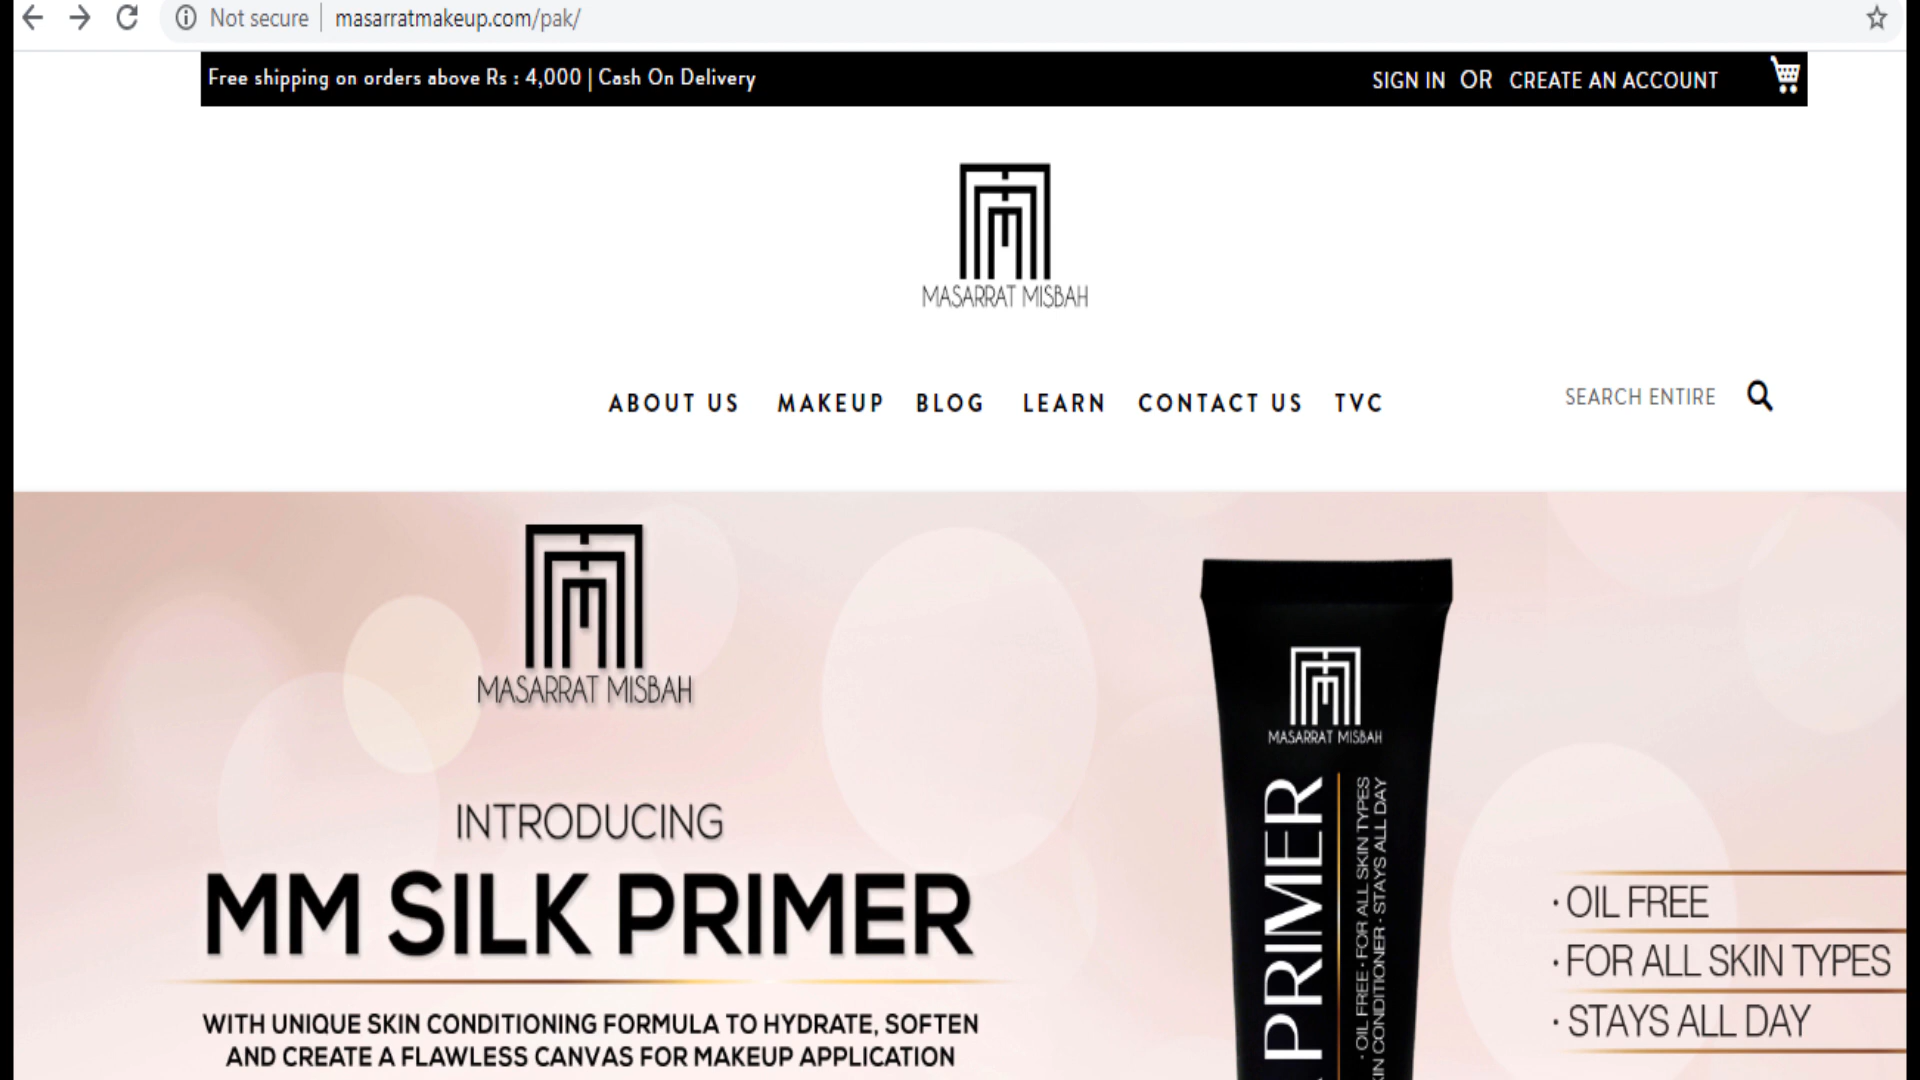 Not secure | masarratmakeup.com/pak/
Free shipping on orders above Rs : 4,000 | Cash On Delivery
SIGN IN OR CREATE AN ACCOUNT
MASARRAT MISBAH
ABOUT US MAKEUP BLOG LEARN CONTACT US TVC
SEARCH ENTIRE
MASARRAT MISBAH
INTRODUCING
MM SILK PRIMER
WITH UNIQUE SKIN CONDITIONING FORMULA TO HYDRATE, SOFTEN
AND CREATE A FLAWLESS CANVAS FOR MAKEUP APPLICATION
MASARRAT MISBAH
PRIMER
· OIL FREE · FOR ALL SKIN TYPES
CONDITIONER · STAYS ALL DAY
· OIL FREE
· FOR ALL SKIN TYPES
· STAYS ALL DAY